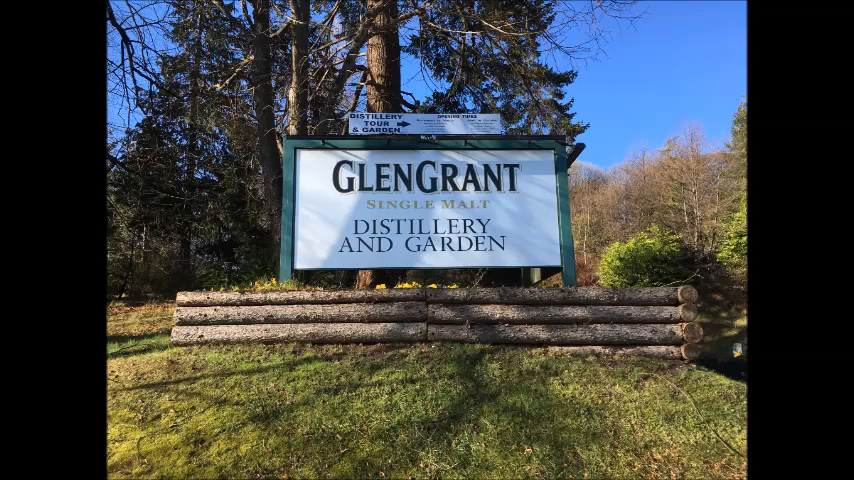 DISTILLERY
TOUR
& GARDEN
OPENING TIMES
GLENGRANT
SINGLE MALT
DISTILLERY
AND GARDEN